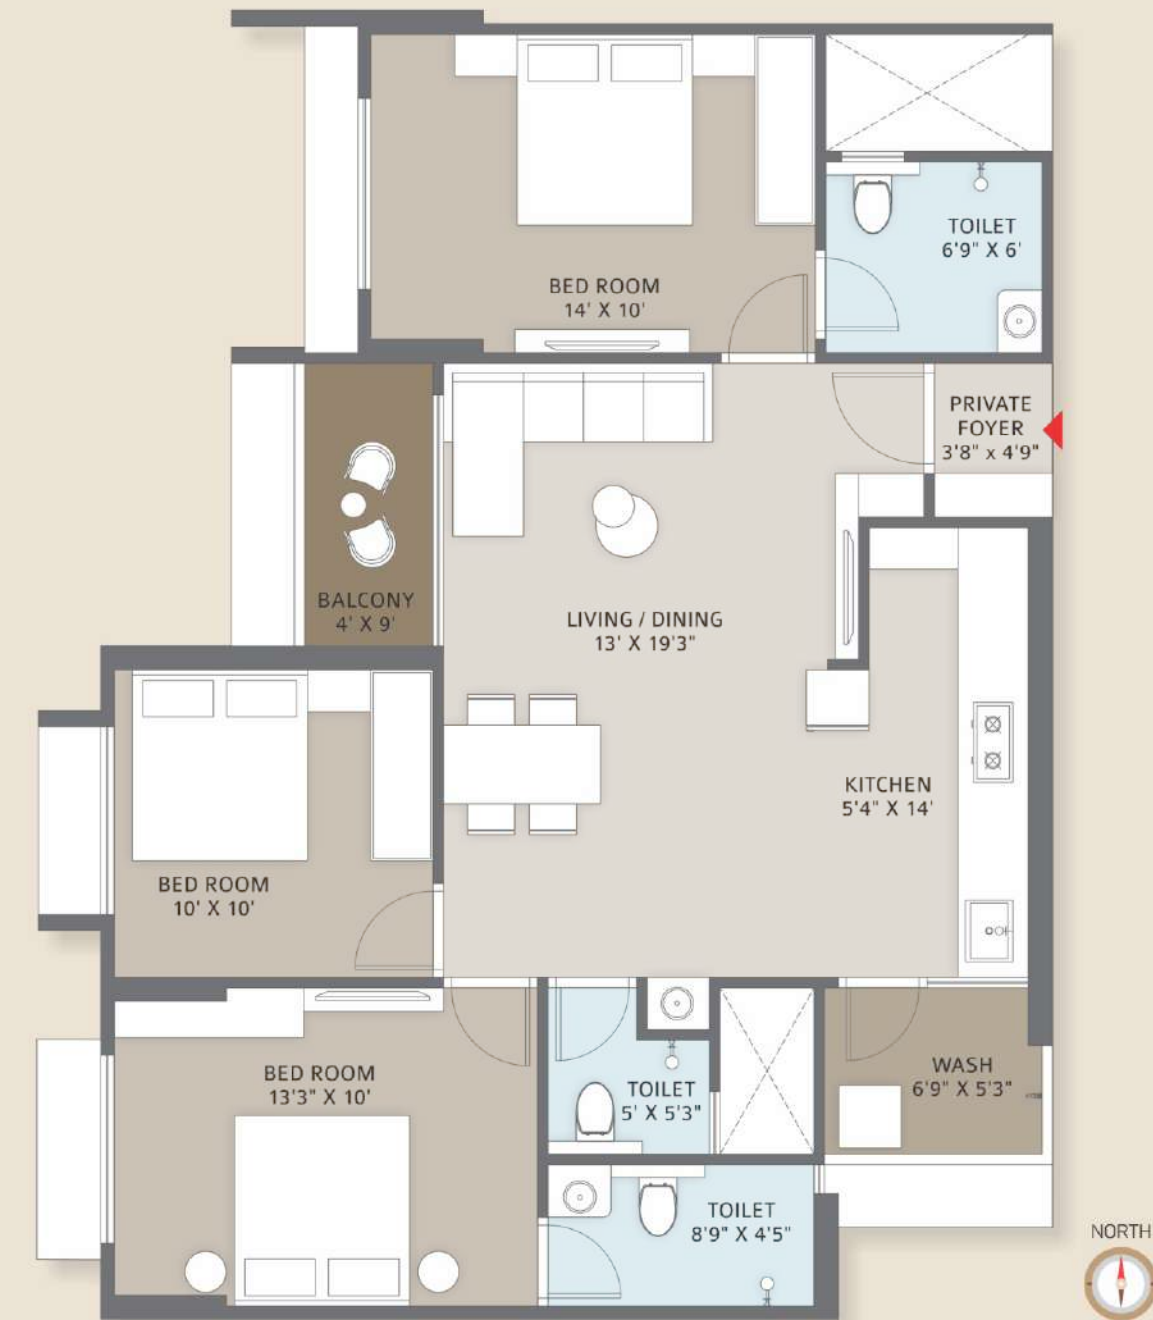 BED ROOM
14' X 10'
TOILET
6'9" X 6'
PRIVATE
FOYER
3'8" x 4'9"
BALCONY
4' X 9'
LIVING / DINING
13' X 19'3"
KITCHEN
5'4" X 14'
BED ROOM
10' X 10'
BED ROOM
13'3" X 10'
TOILET
5' X 5'3"
WASH
6'9" X 5'3"
TOILET
8'9" X 4'5"
NORTH